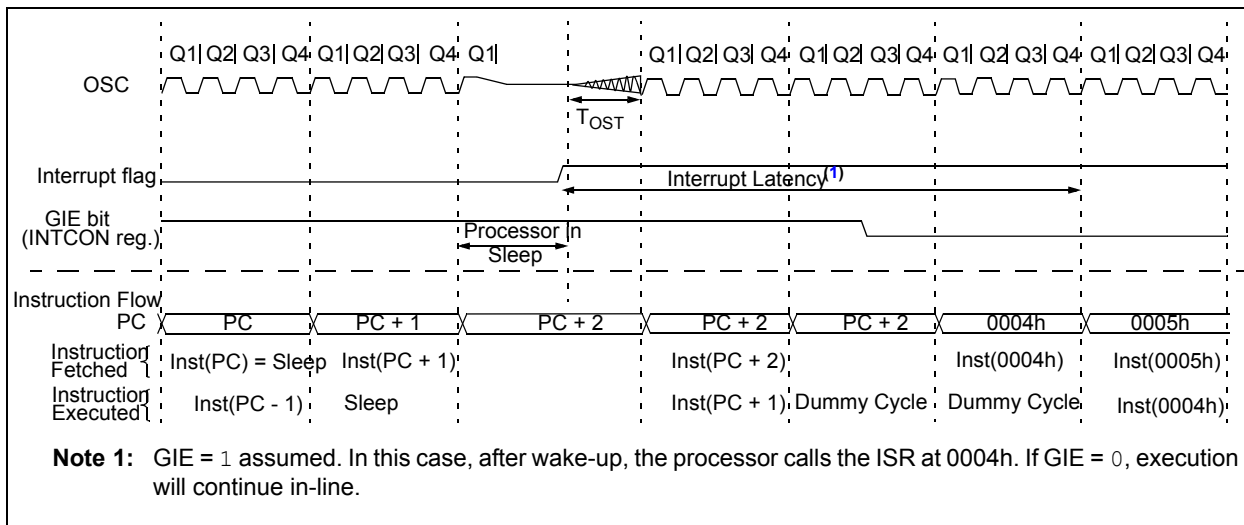 Q1| Q2| Q3| Q4 Q1| Q2| Q3| Q4 Q1| Q1| Q2| Q3| Q4 Q1| Q2| Q3| Q4 Q1| Q2| Q3| Q4 Q1| Q2| Q3| Q4
OSC
TOST
Interrupt flag
Interrupt Latency(1)
GIE bit
(INTCON reg.)
Processor in
Sleep
Instruction Flow
PC PC PC + 1 PC + 2 PC + 2 PC + 2 0004h 0005h
Instruction
Fetched
Inst(PC) = Sleep Inst(PC + 1) Inst(PC + 2) Inst(0004h) Inst(0005h)
Instruction
Executed
Inst(PC - 1) Sleep Inst(PC + 1) Dummy Cycle Dummy Cycle Inst(0004h)
Note 1: GIE = 1 assumed. In this case, after wake-up, the processor calls the ISR at 0004h. If GIE = 0, execution
will continue in-line.